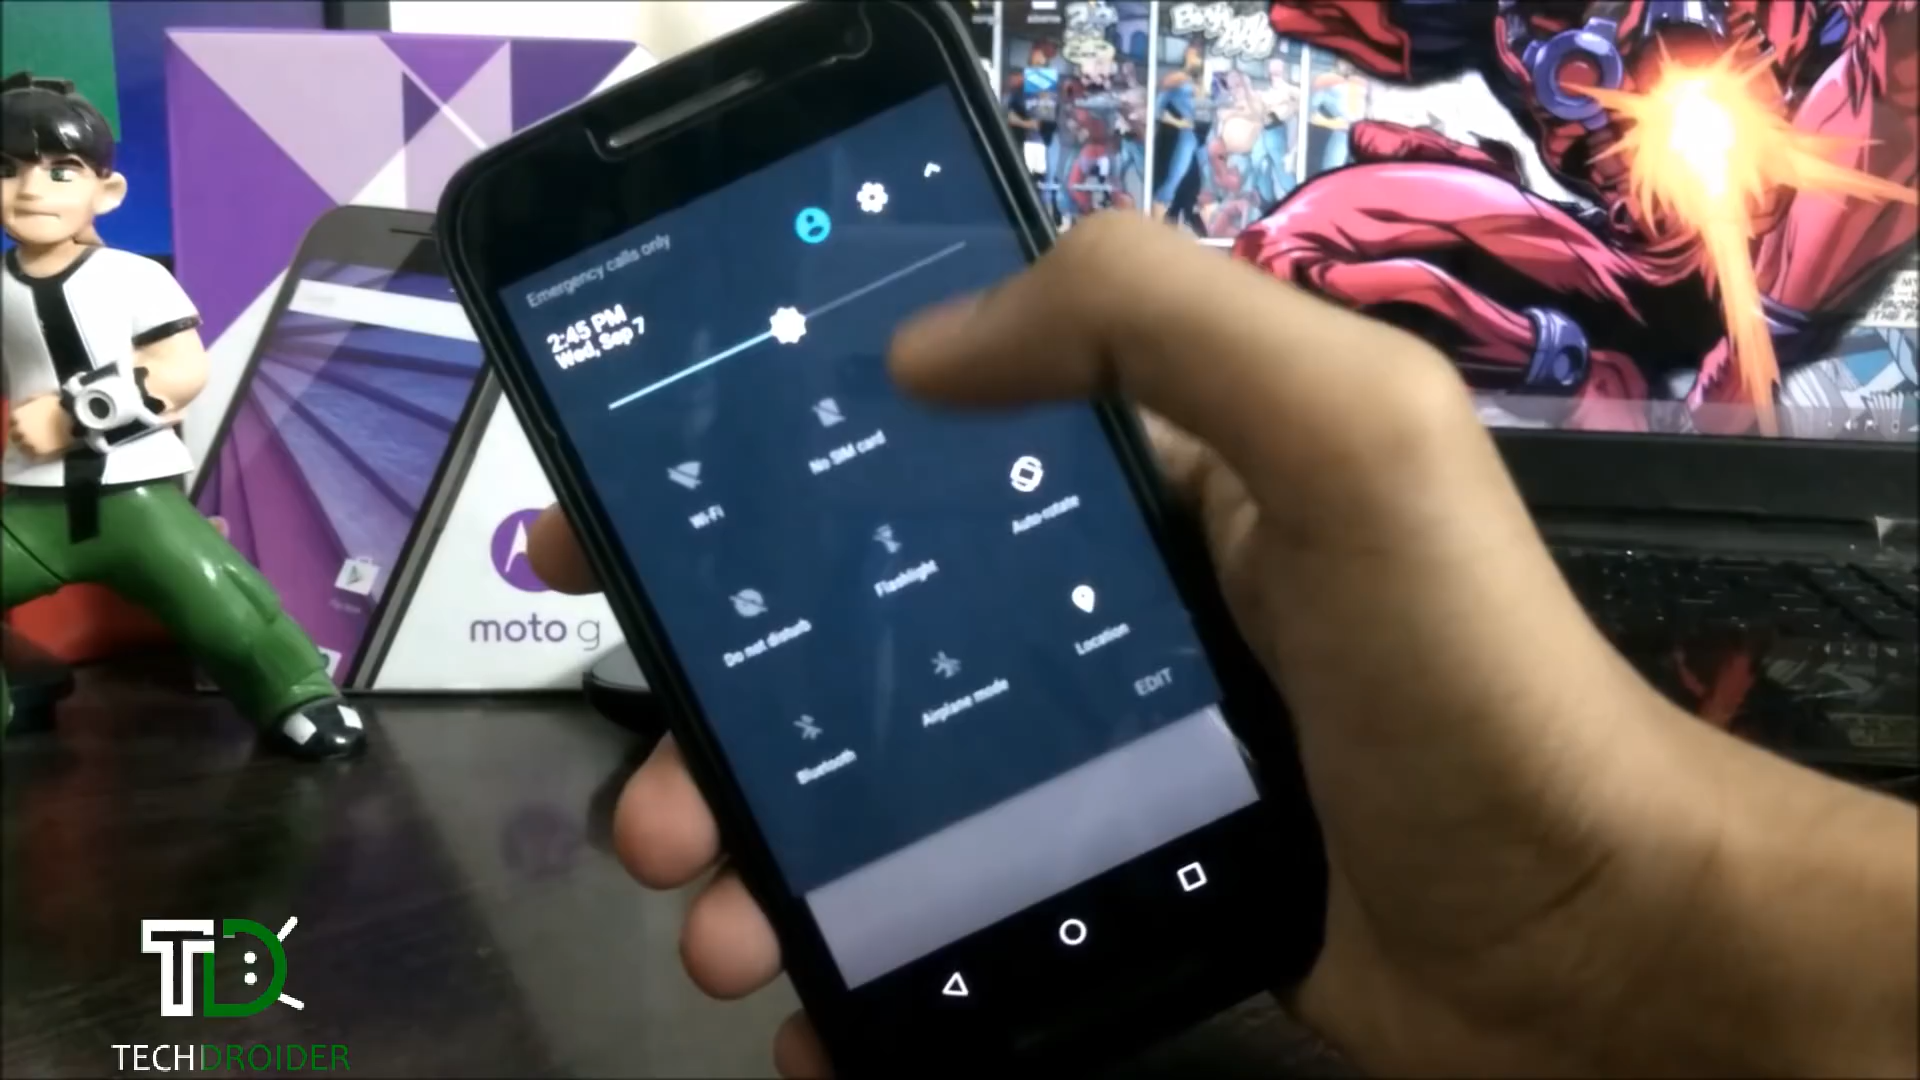 Emergency calls only
2:45 PM
Wed, Sep 7
No SIM card
Wi-Fi
Auto-rotate
Flashlight
Do not disturb
Location
Airplane mode
Bluetooth
EDIT
moto g
TD
TECHDROIDER